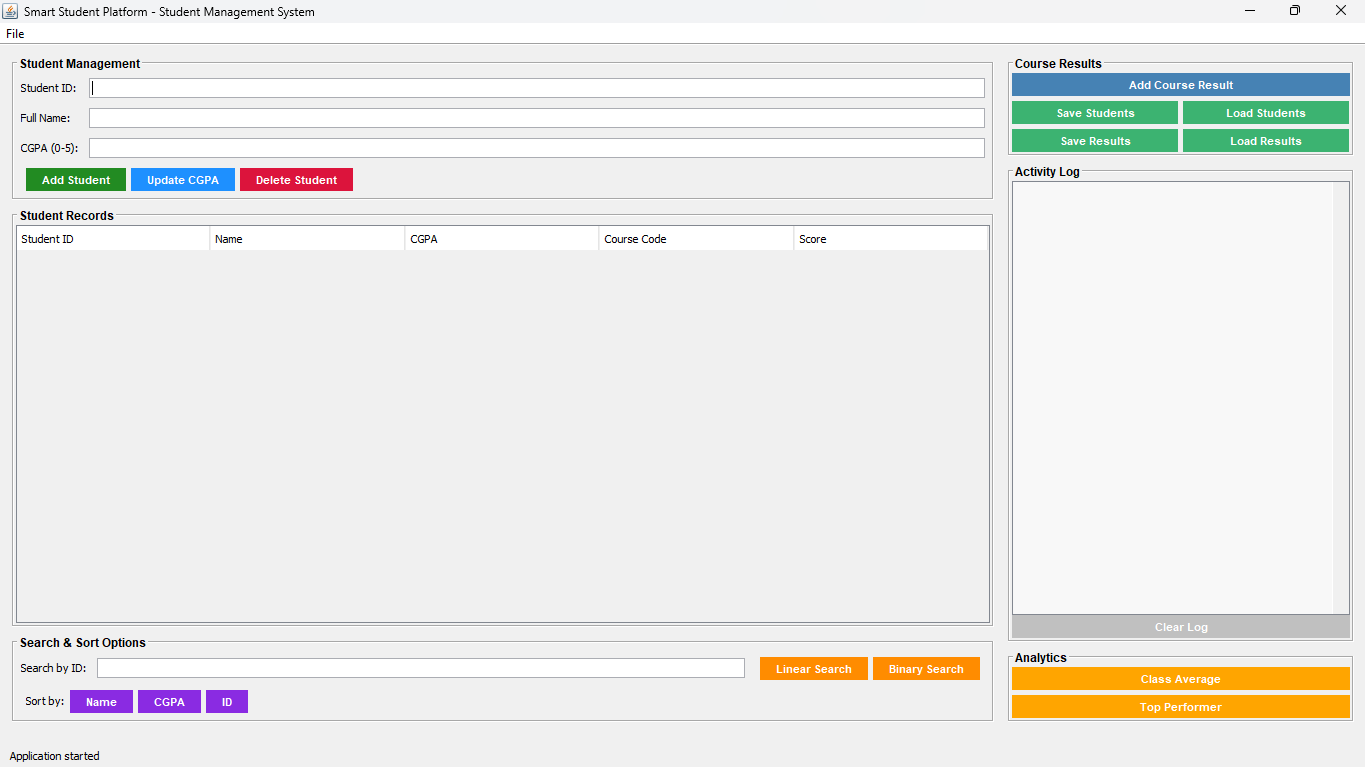 Smart Student Platform - Student Management System
File
Student Management
Student ID:
Full Name:
CGPA (0-5):
Add Student Update CGPA Delete Student
Student Records
Student ID Name CGPA Course Code Score
Search & Sort Options
Search by ID: Linear Search Binary Search
Sort by: Name CGPA ID
Course Results
Add Course Result
Save Students Load Students
Save Results Load Results
Activity Log
Clear Log
Analytics
Class Average
Top Performer
Application started